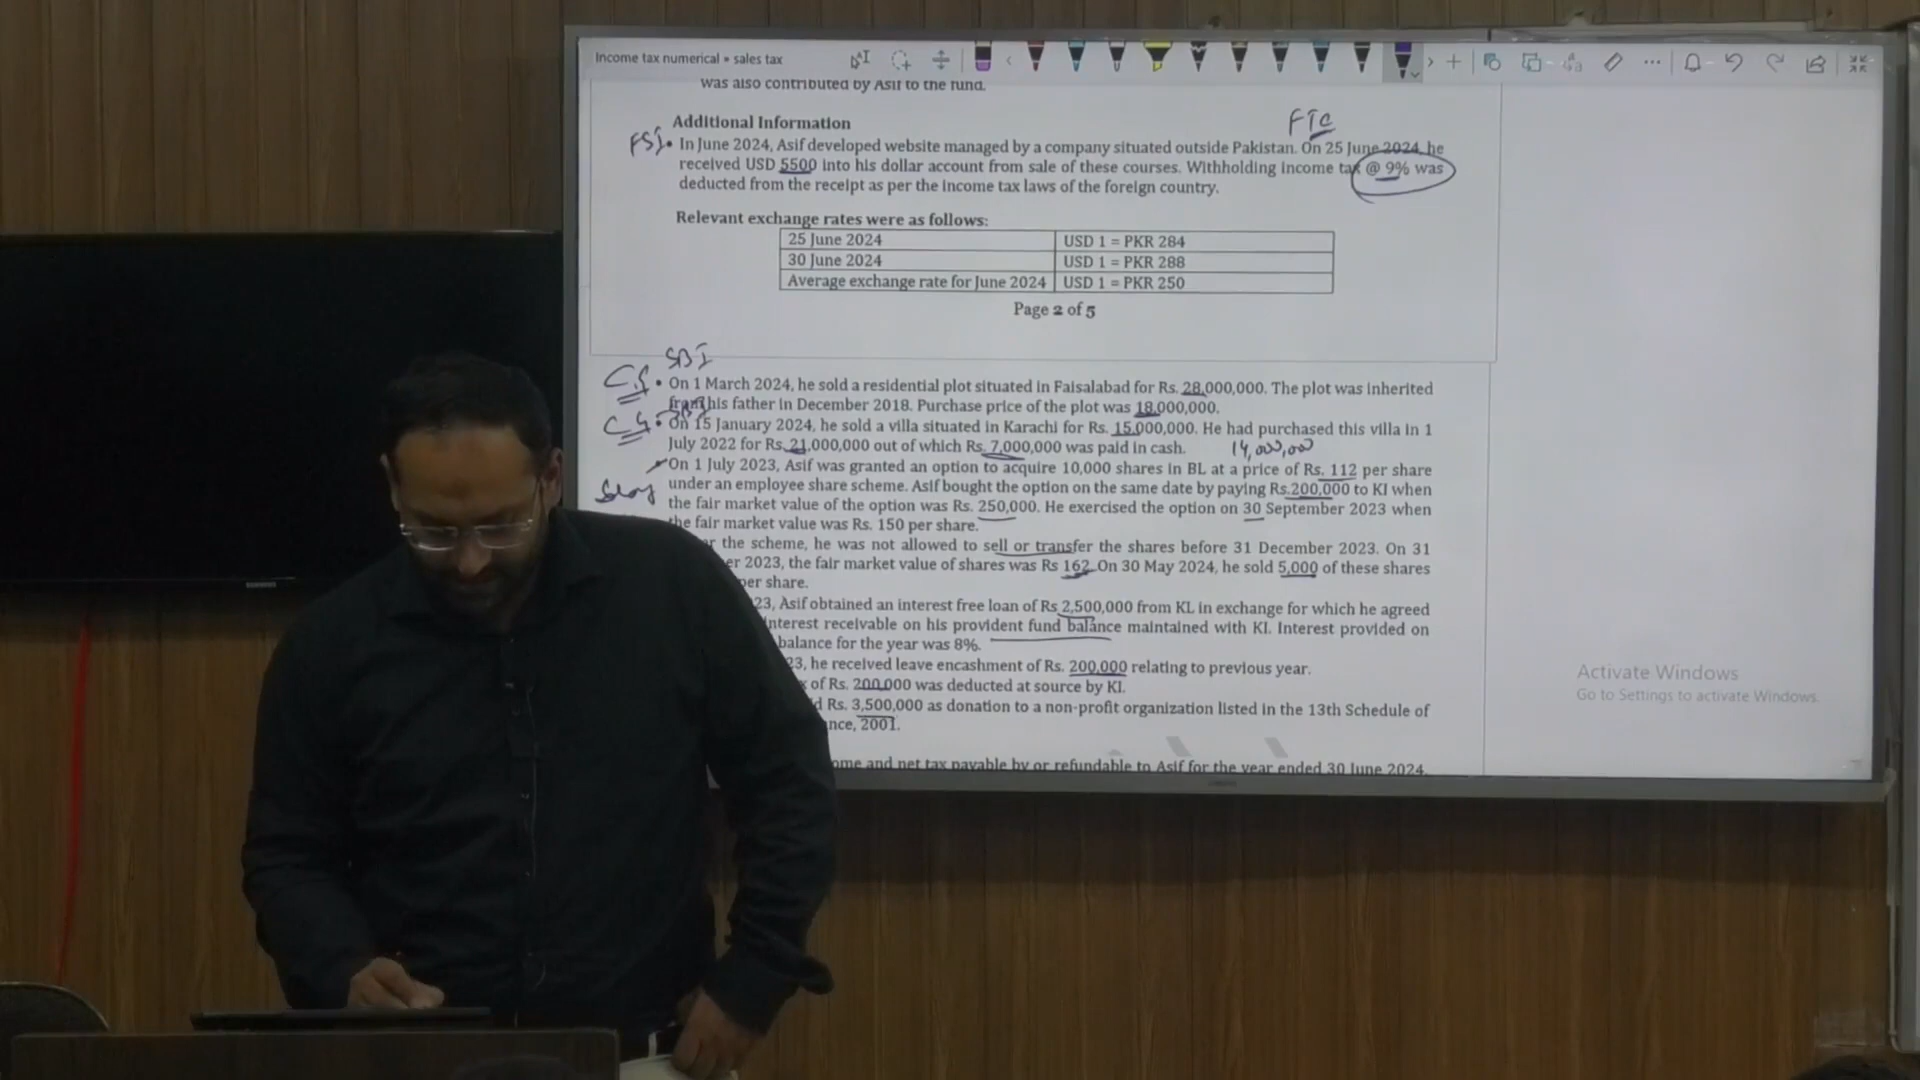 Income tax numerical » sales tax
was also contributed by Asif to the fund.
FTC
Additional Information
FSI
• In June 2024, Asif developed website managed by a company situated outside Pakistan. On 25 June 2024, he
received USD 5500 into his dollar account from sale of these courses. Withholding income tax @ 9% was
deducted from the receipt as per the income tax laws of the foreign country.
Relevant exchange rates were as follows:
25 June 2024 USD 1 = PKR 284
30 June 2024 USD 1 = PKR 288
Average exchange rate for June 2024 USD 1 = PKR 250
Page 2 of 5
SBI
• On 1 March 2024, he sold a residential plot situated in Faisalabad for Rs. 28,000,000. The plot was inherited
from his father in December 2018. Purchase price of the plot was 18,000,000.
C.G
• On 15 January 2024, he sold a villa situated in Karachi for Rs. 15,000,000. He had purchased this villa in 1
July 2022 for Rs. 21,000,000 out of which Rs. 7,000,000 was paid in cash. 14,000,000
On 1 July 2023, Asif was granted an option to acquire 10,000 shares in BL at a price of Rs. 112 per share
under an employee share scheme. Asif bought the option on the same date by paying Rs.200,000 to KI when
the fair market value of the option was Rs. 250,000. He exercised the option on 30 September 2023 when
the fair market value was Rs. 150 per share.
the scheme, he was not allowed to sell or transfer the shares before 31 December 2023. On 31
2023, the fair market value of shares was Rs 162. On 30 May 2024, he sold 5,000 of these shares
per share.
23, Asif obtained an interest free loan of Rs 2,500,000 from KL in exchange for which he agreed
interest receivable on his provident fund balance maintained with KI. Interest provided on
balance for the year was 8%.
23, he received leave encashment of Rs. 200,000 relating to previous year.
of Rs. 200,000 was deducted at source by KI.
Rs. 3,500,000 as donation to a non-profit organization listed in the 13th Schedule of
2001.
and net tax payable by or refundable to Asif for the year ended 30 June 2024.
Activate Windows
Go to Settings to activate Windows.